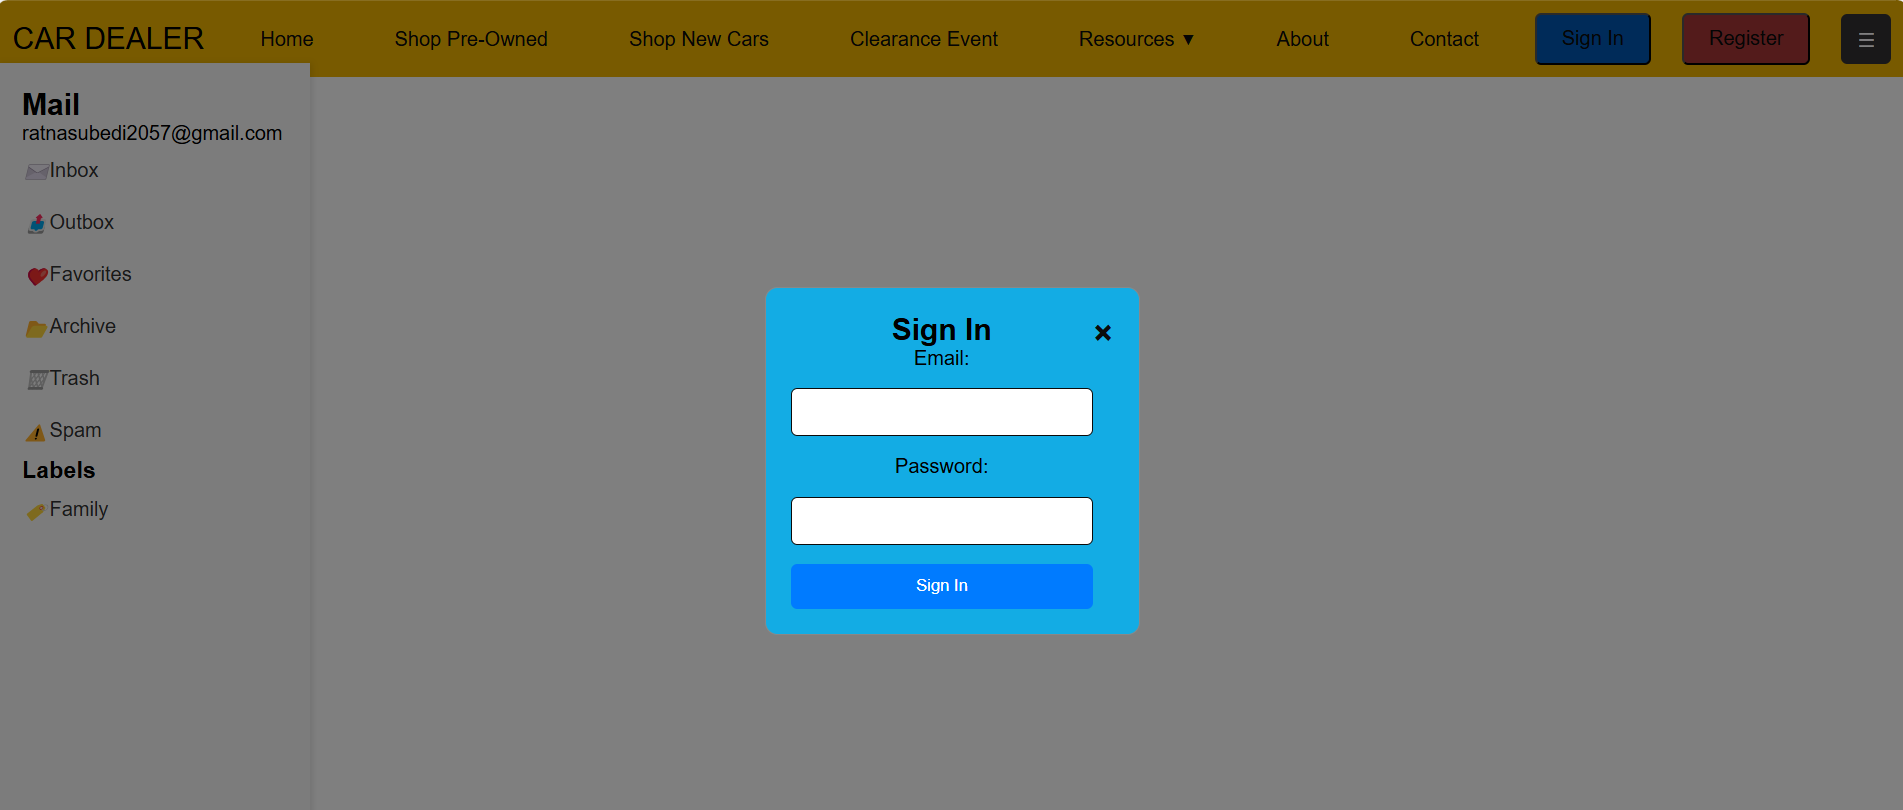 CAR DEALER Home Shop Pre-Owned Shop New Cars Clearance Event Resources ▼ About Contact Sign In Register ☰
Mail
ratnasubedi2057@gmail.com
Inbox
Outbox
Favorites
Archive
Trash
Spam
Labels
Family
Sign In ×
Email:
Password:
Sign In